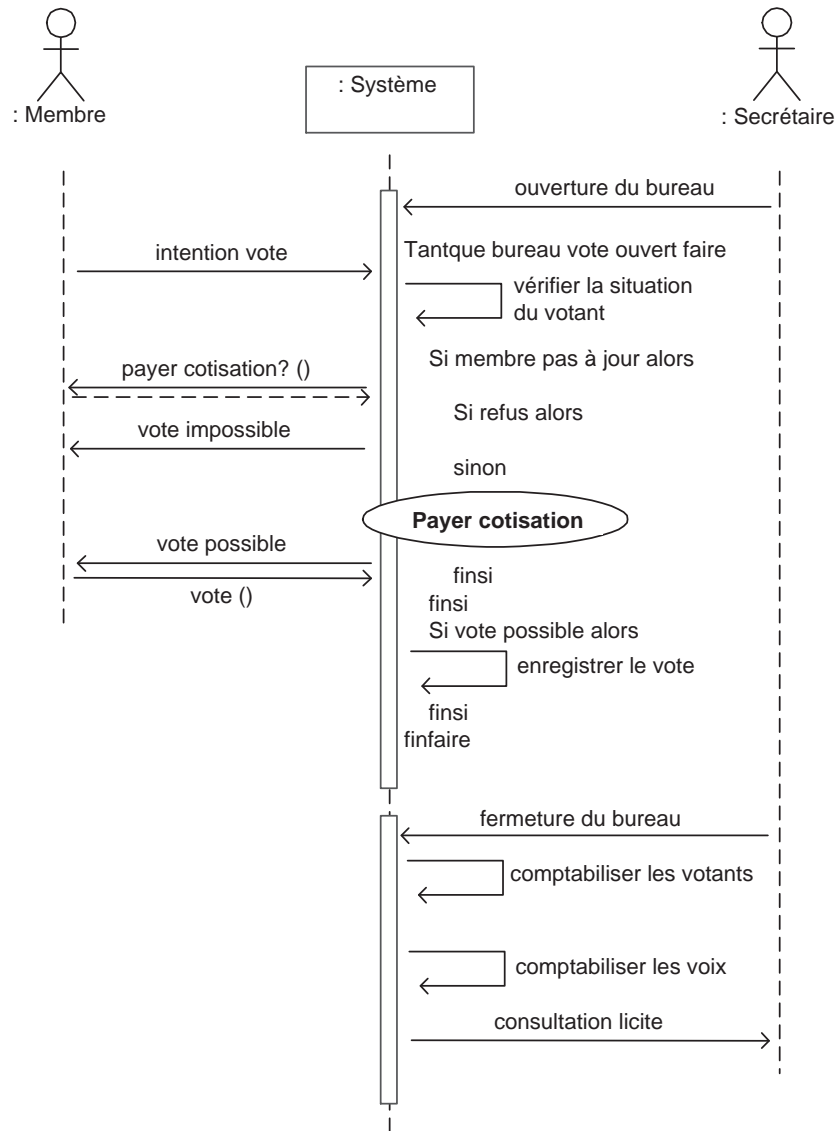 : Membre
: Système
: Secrétaire
ouverture du bureau
intention vote
Tantque bureau vote ouvert faire
vérifier la situation
du votant
Si membre pas à jour alors
payer cotisation? ()
Si refus alors
vote impossible
sinon
Payer cotisation
vote possible
finsi
vote ()
finsi
Si vote possible alors
enregistrer le vote
finsi
finfaire
fermeture du bureau
comptabiliser les votants
comptabiliser les voix
consultation licite